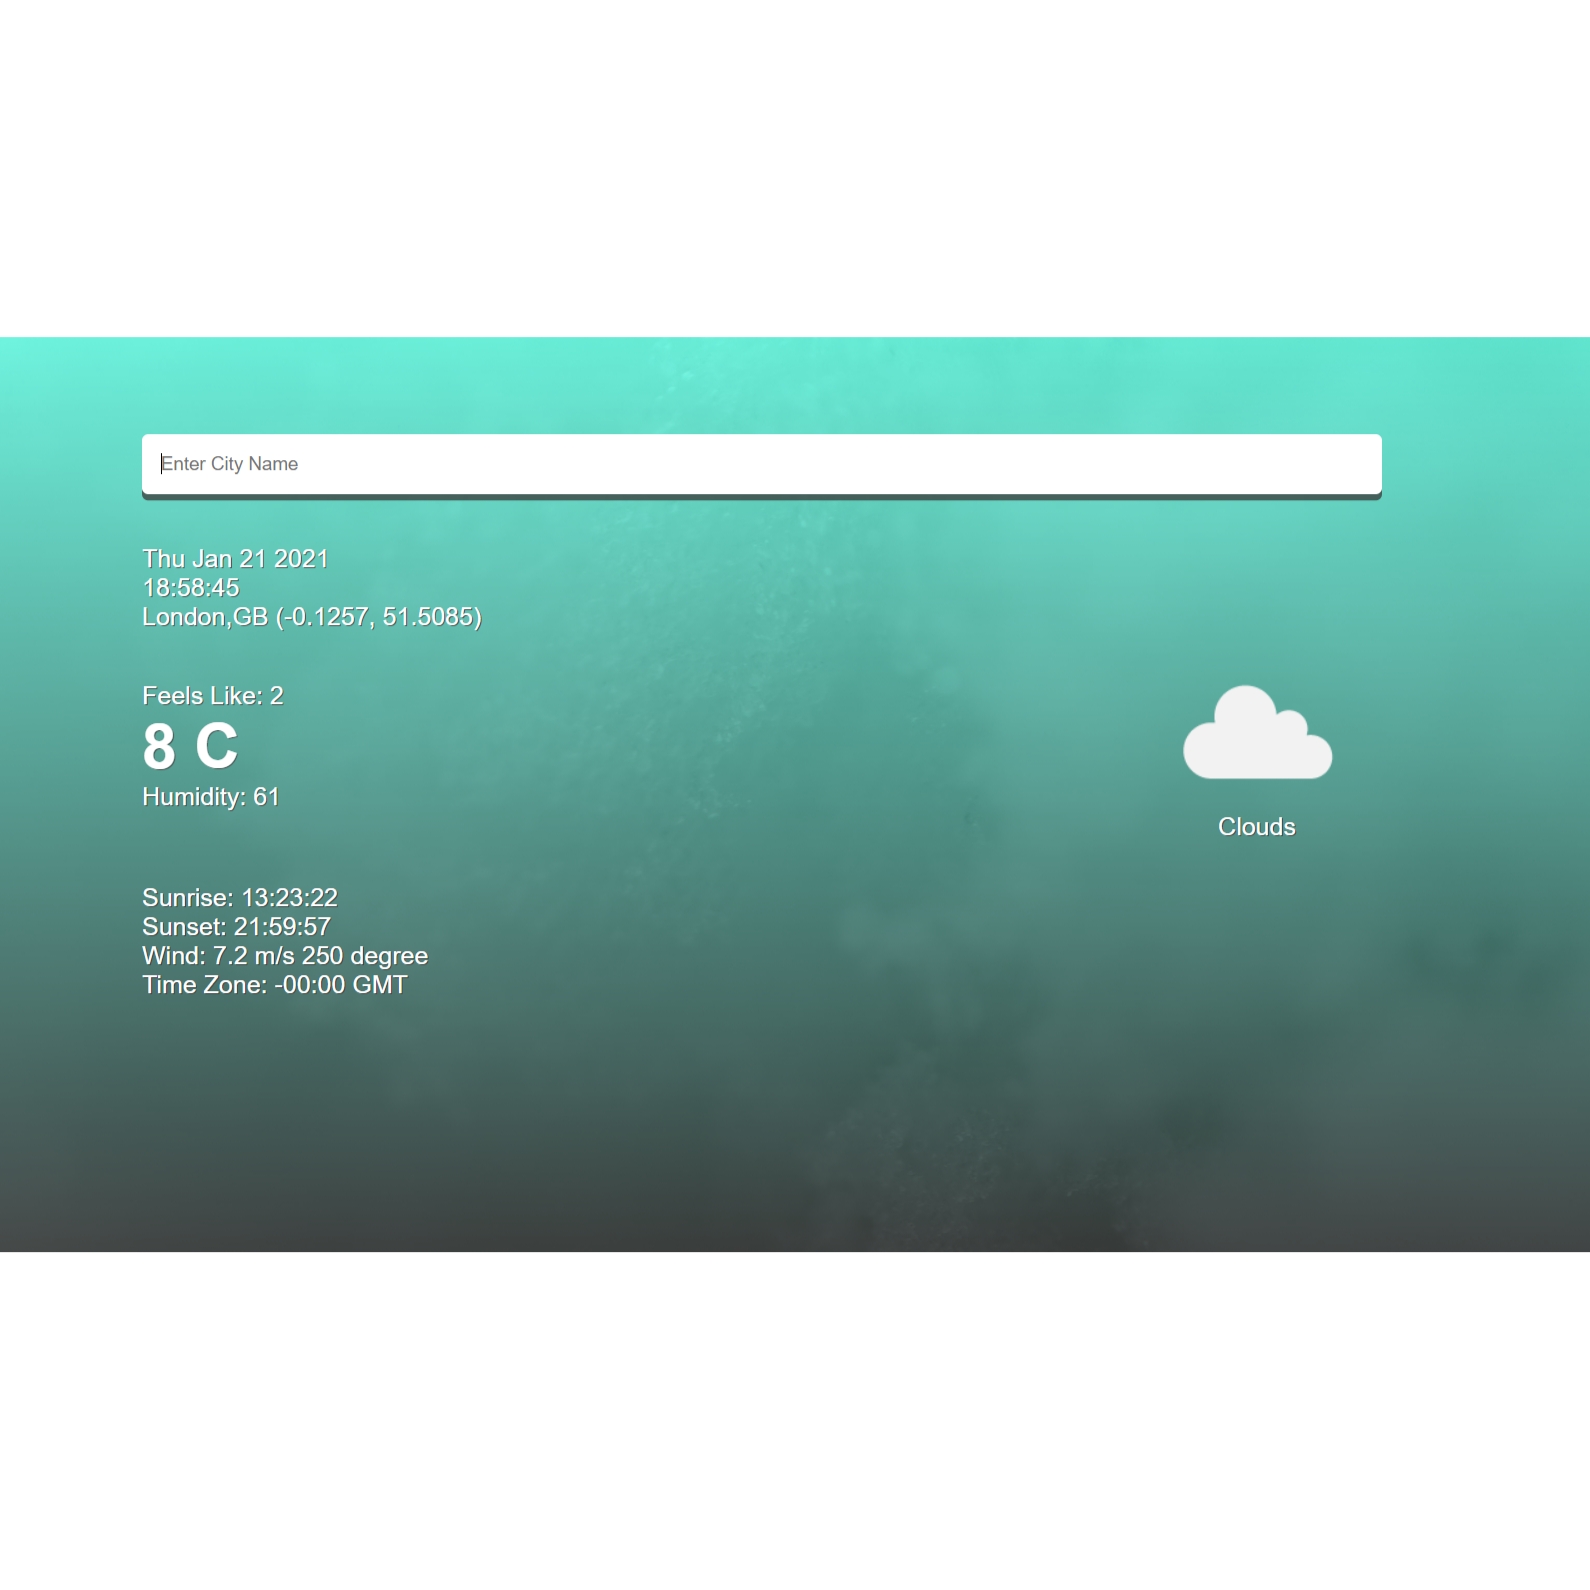 Enter City Name
Thu Jan 21 2021
18:58:45
London,GB (-0.1257, 51.5085)
Feels Like: 2
8 C
Humidity: 61
Clouds
Sunrise: 13:23:22
Sunset: 21:59:57
Wind: 7.2 m/s 250 degree
Time Zone: -00:00 GMT